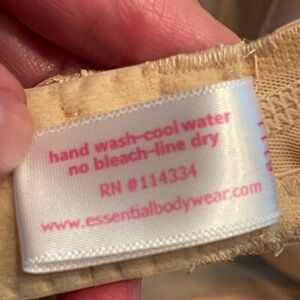 hand wash-cool water
no bleach-line dry
RN #114334
www.essentialbodywear.com